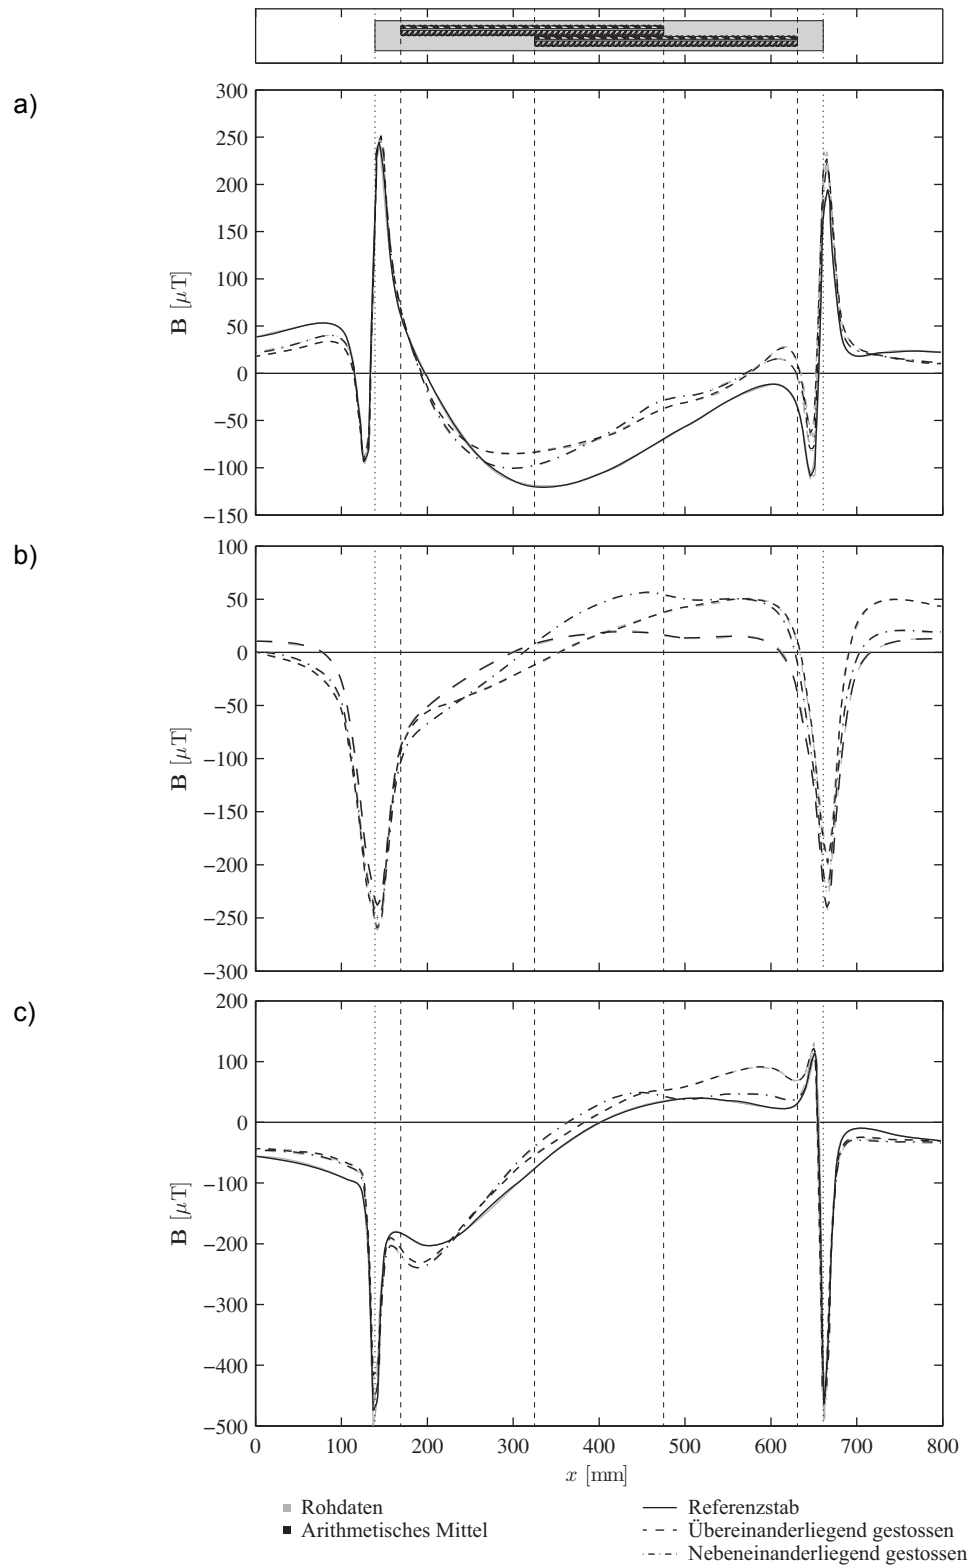 a)
300
250
200
150
100
50
0
−50
−100
−150
B [μT]
b)
100
50
0
−50
−100
−150
−200
−250
−300
B [μT]
c)
200
100
0
−100
−200
−300
−400
−500
B [μT]
0 100 200 300 400 500 600 700 800
x [mm]
Rohdaten
Arithmetisches Mittel
Referenzstab
Übereinanderliegend gestossen
Nebeneinanderliegend gestossen